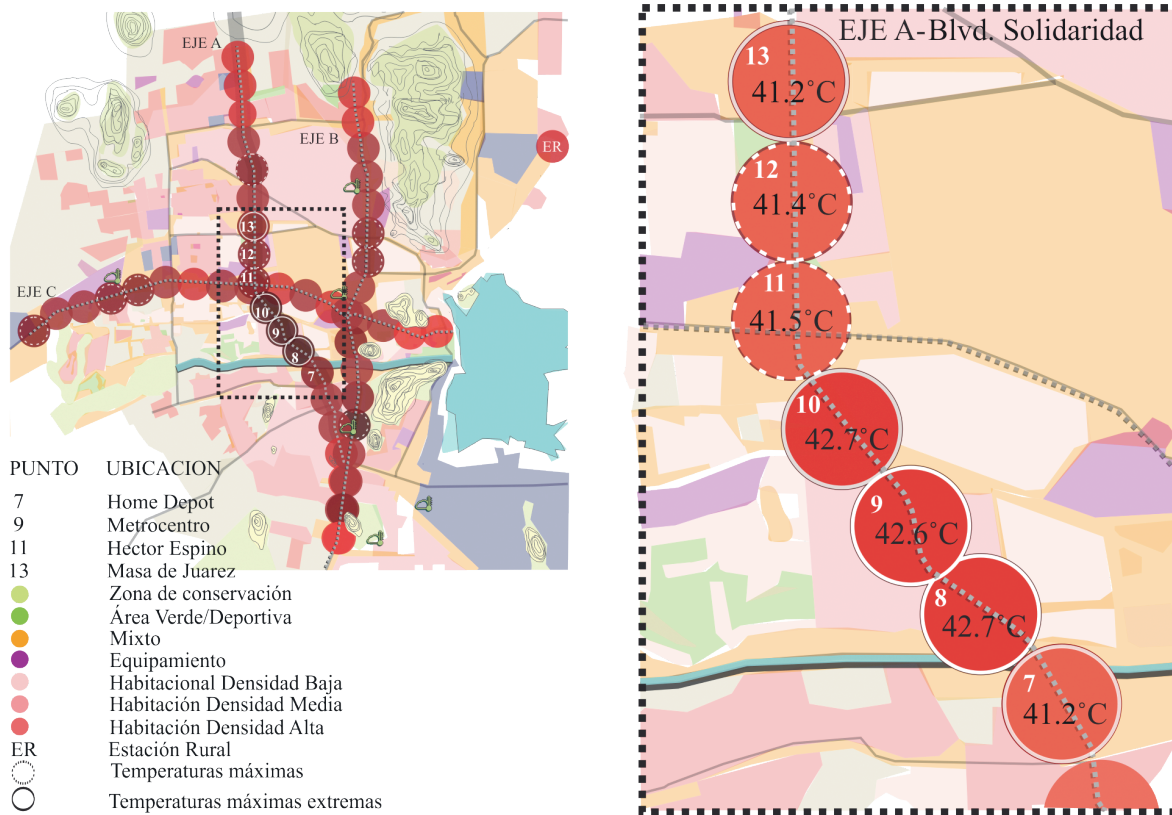 EJE A
EJE B
ER
13
12
11
EJE C
10
9
8
7
PUNTO UBICACION
7 Home Depot
9 Metrocentro
11 Hector Espino
13 Masa de Juarez
Zona de conservación
Área Verde/Deportiva
Mixto
Equipamiento
Habitacional Densidad Baja
Habitación Densidad Media
Habitación Densidad Alta
ER Estación Rural
Temperaturas máximas
Temperaturas máximas extremas
EJE A-Blvd. Solidaridad
13
41.2°C
12
41.4°C
11
41.5°C
10
42.7°C
9
42.6°C
8
42.7°C
7
41.2°C